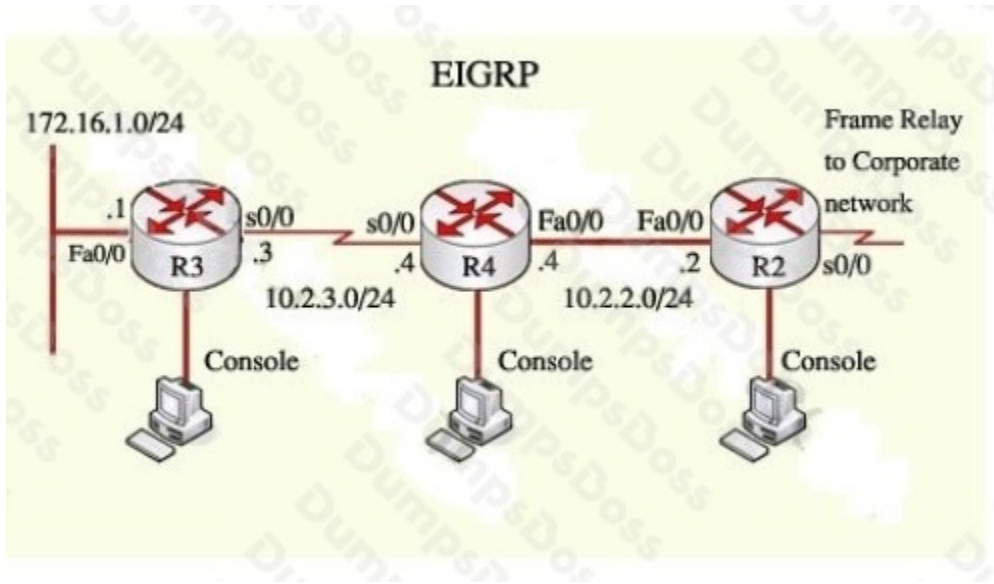 EIGRP
172.16.1.0/24
Frame Relay
to Corporate
network
.1
Fa0/0
R3
s0/0
.3
10.2.3.0/24
s0/0
.4
R4
Fa0/0
.4
10.2.2.0/24
Fa0/0
.2
R2
s0/0
Console
Console
Console
DumpsDoss